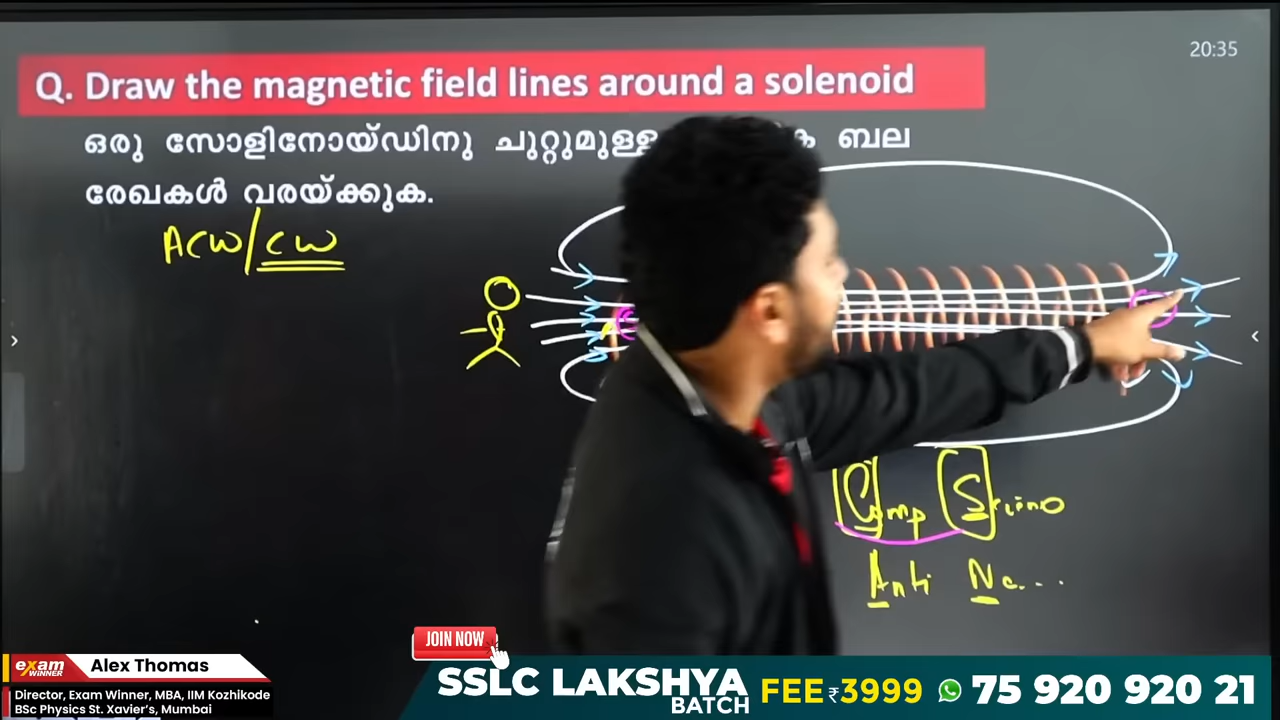 20:35
Q. Draw the magnetic field lines around a solenoid
ഒരു സോളിനോയ്ഡിനു ചുറ്റുമുള്ള ബല
രേഖകൾ വരയ്ക്കുക.
ACW/CW
Anti
JOIN NOW
exam WINNER
Alex Thomas
Director, Exam Winner, MBA, IIM Kozhikode
BSc Physics St. Xavier's, Mumbai
SSLC LAKSHYA
BATCH
FEE ₹3999
75 920 920 21